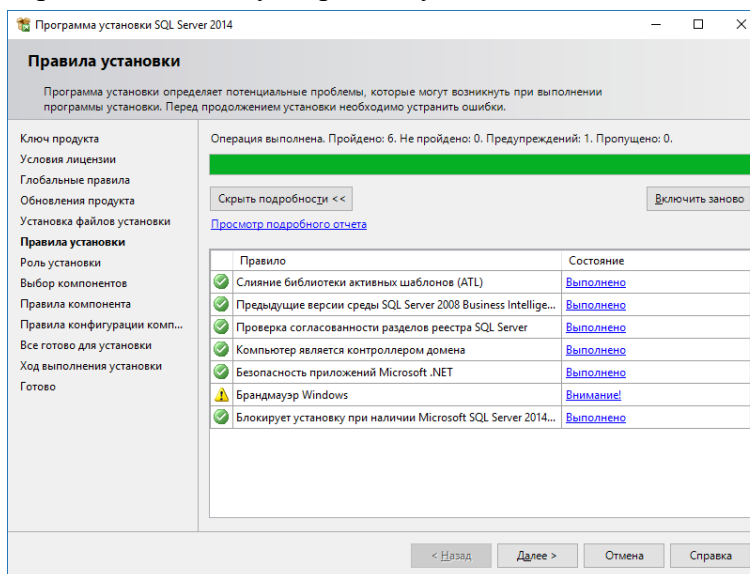 Программа установки SQL Server 2014
Правила установки
Программа установки определяет потенциальные проблемы, которые могут возникнуть при выполнении
программы установки. Перед продолжением установки необходимо устранить ошибки.
Ключ продукта
Условия лицензии
Глобальные правила
Обновления продукта
Установка файлов установки
Правила установки
Роль установки
Выбор компонентов
Правила компонента
Правила конфигурации комп...
Все готово для установки
Ход выполнения установки
Готово
Операция выполнена. Пройдено: 6. Не пройдено: 0. Предупреждений: 1. Пропущено: 0.
Скрыть подробности <<
Включить заново
Просмотр подробного отчета
Правило Состояние
Слияние библиотеки активных шаблонов (ATL) Выполнено
Предыдущие версии среды SQL Server 2008 Business Intellige... Выполнено
Проверка согласованности разделов реестра SQL Server Выполнено
Компьютер является контроллером домена Выполнено
Безопасность приложений Microsoft .NET Выполнено
Брандмауэр Windows Внимание!
Блокирует установку при наличии Microsoft SQL Server 2014... Выполнено
< Назад Далее > Отмена Справка